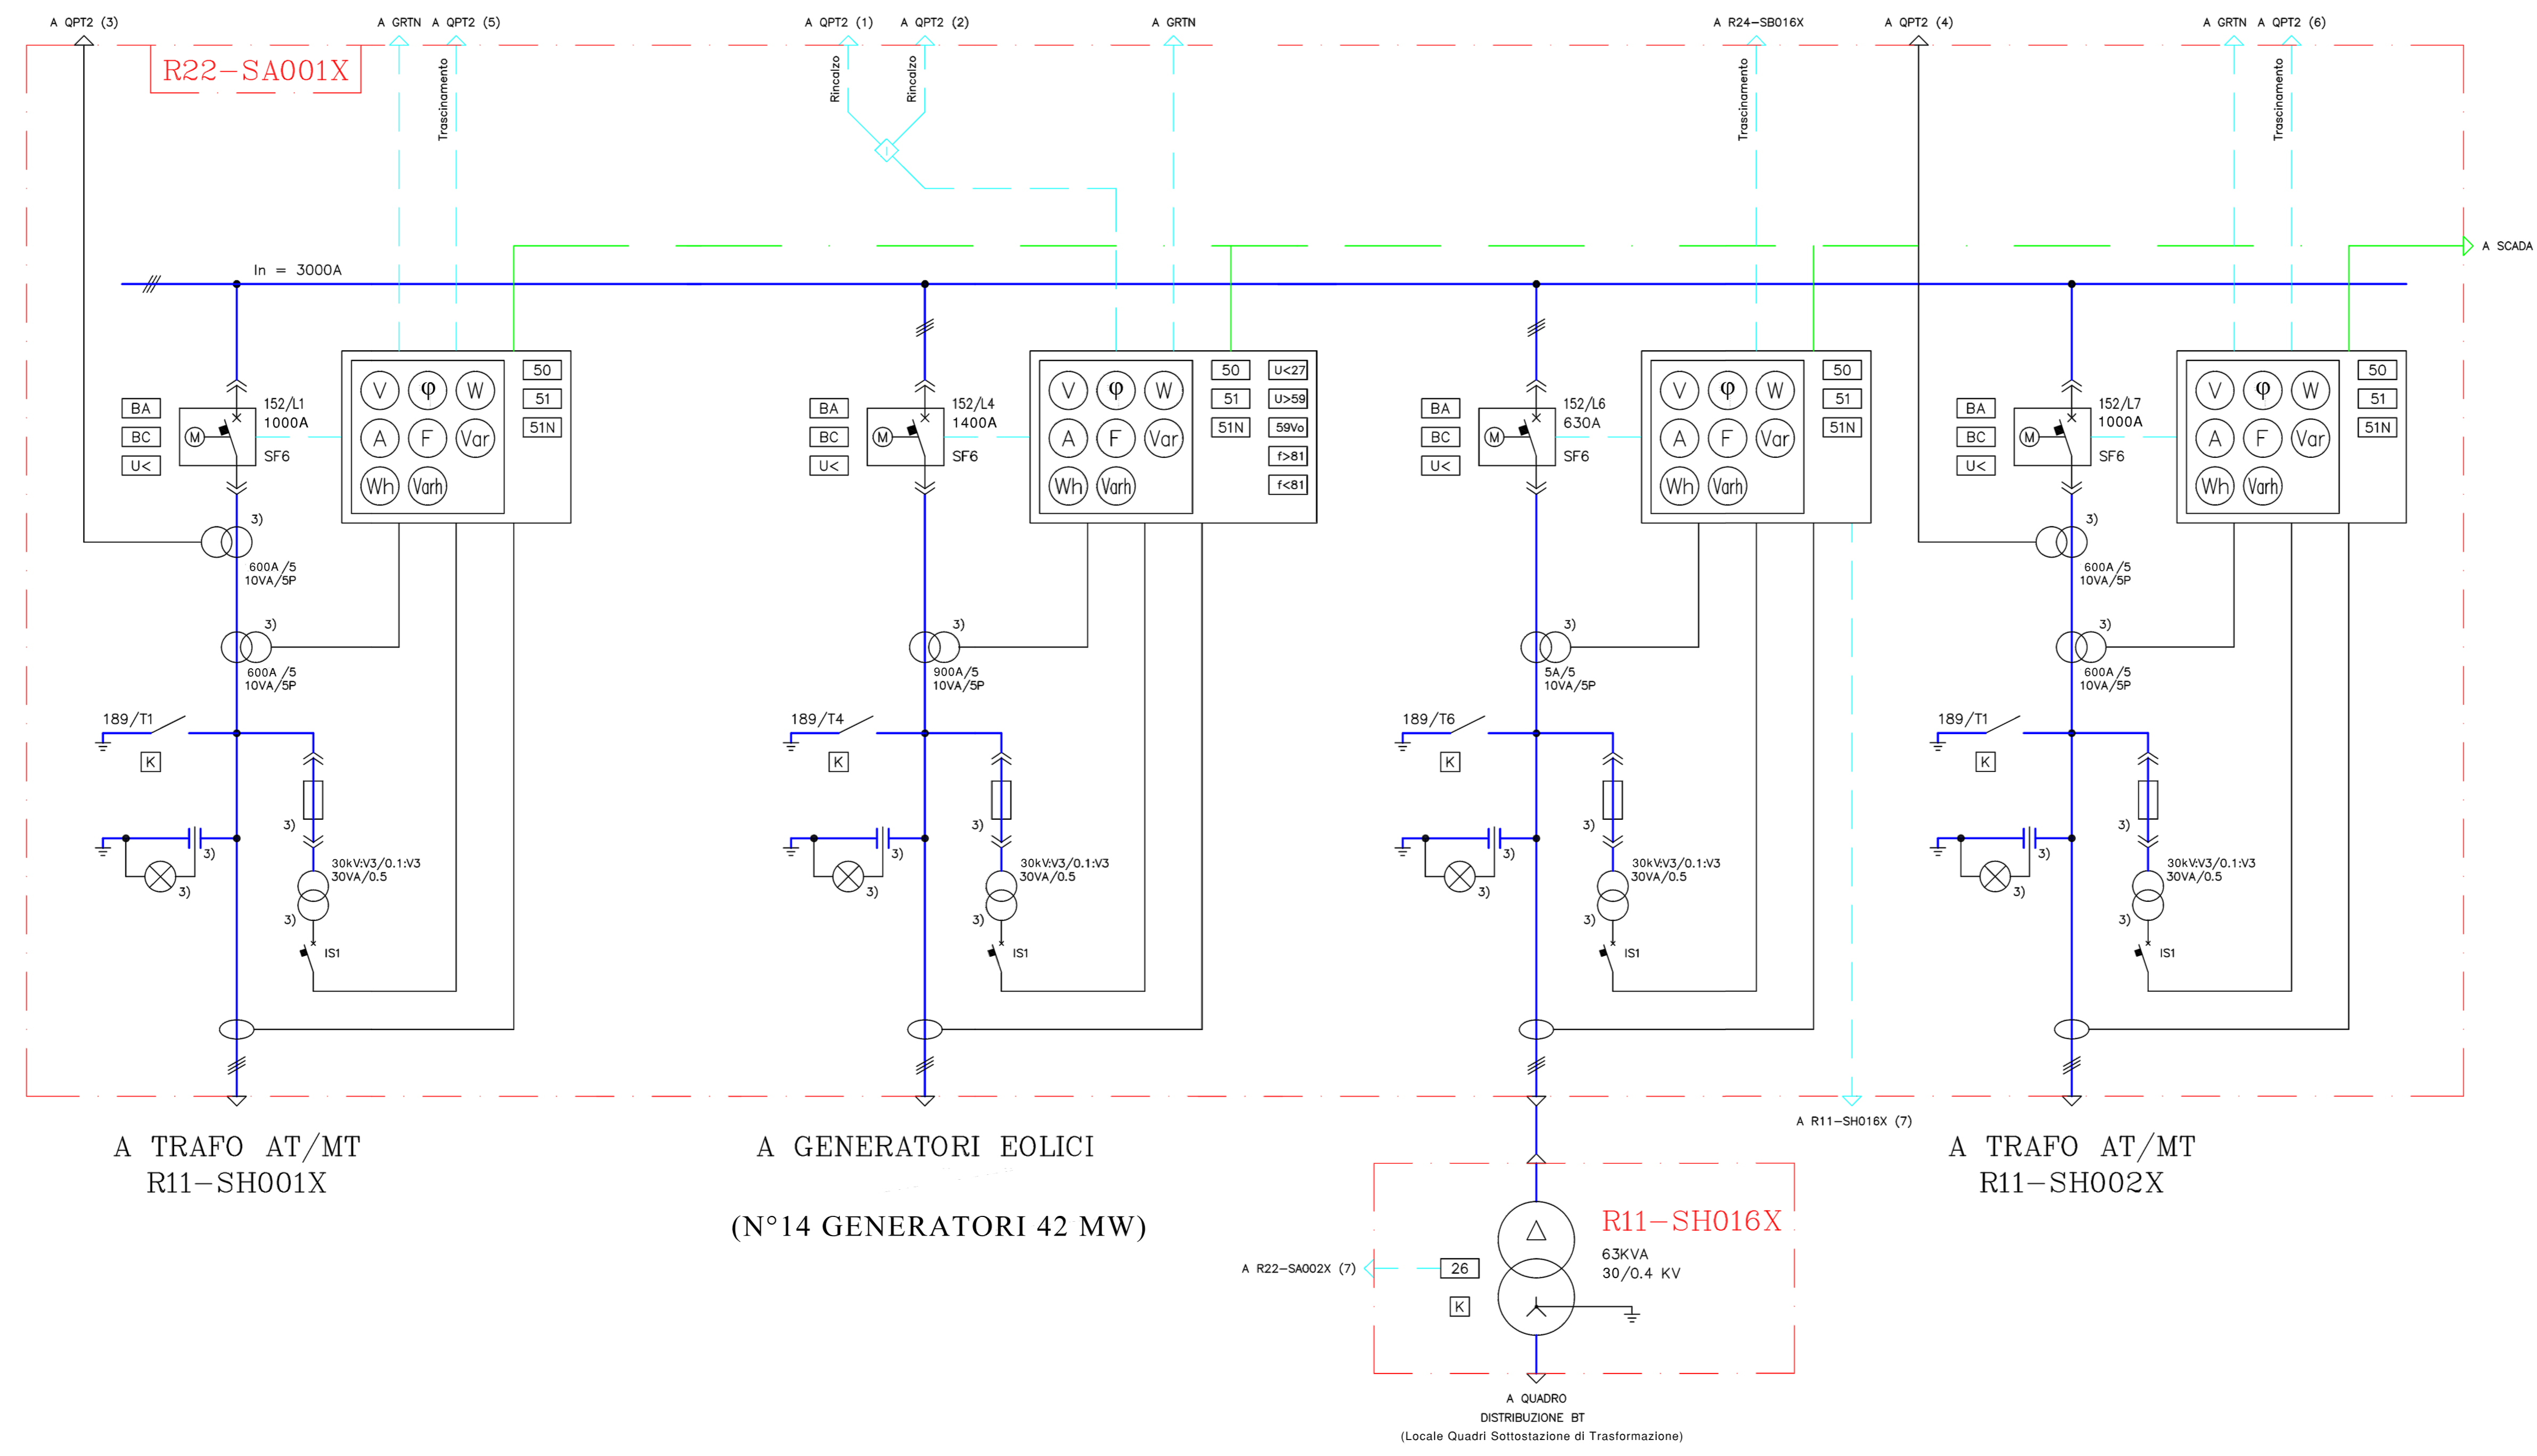 A QPT2 (3)
A GRTN
A QPT2 (5)
A QPT2 (1)
A QPT2 (2)
A GRTN
A R24-SB016X
A QPT2 (4)
A GRTN
A QPT2 (6)
R22-SA001X
Trascinamento
Rincalzo
Rincalzo
Trascinamento
Trascinamento
I
A SCADA
In = 3000A
BA
BC
U<
M
152/L1
1000A
SF6
V
φ
W
A
F
Var
Wh
Varh
50
51
51N
3)
600A/5
10VA/5P
3)
600A/5
10VA/5P
189/T1
K
3)
3)
3)
30kV:V3/0.1:V3
30VA/0.5
3)
IS1
A TRAFO AT/MT
R11-SH001X
BA
BC
U<
M
152/L4
1400A
SF6
V
φ
W
A
F
Var
Wh
Varh
50
51
51N
U<27
U>59
59Vo
f>81
f<81
3)
900A/5
10VA/5P
189/T4
K
3)
3)
3)
30kV:V3/0.1:V3
30VA/0.5
3)
IS1
A GENERATORI EOLICI
(N°14 GENERATORI 42 MW)
BA
BC
U<
M
152/L6
630A
SF6
V
φ
W
A
F
Var
Wh
Varh
50
51
51N
3)
5A/5
10VA/5P
189/T6
K
3)
3)
3)
30kV:V3/0.1:V3
30VA/0.5
3)
IS1
A R11-SH016X (7)
BA
BC
U<
M
152/L7
1000A
SF6
V
φ
W
A
F
Var
Wh
Varh
50
51
51N
3)
600A/5
10VA/5P
3)
600A/5
10VA/5P
189/T1
K
3)
3)
3)
30kV:V3/0.1:V3
30VA/0.5
3)
IS1
A TRAFO AT/MT
R11-SH002X
R11-SH016X
63KVA
30/0.4 KV
A R22-SA002X (7)
26
K
A QUADRO
DISTRIBUZIONE BT
(Locale Quadri Sottostazione di Trasformazione)